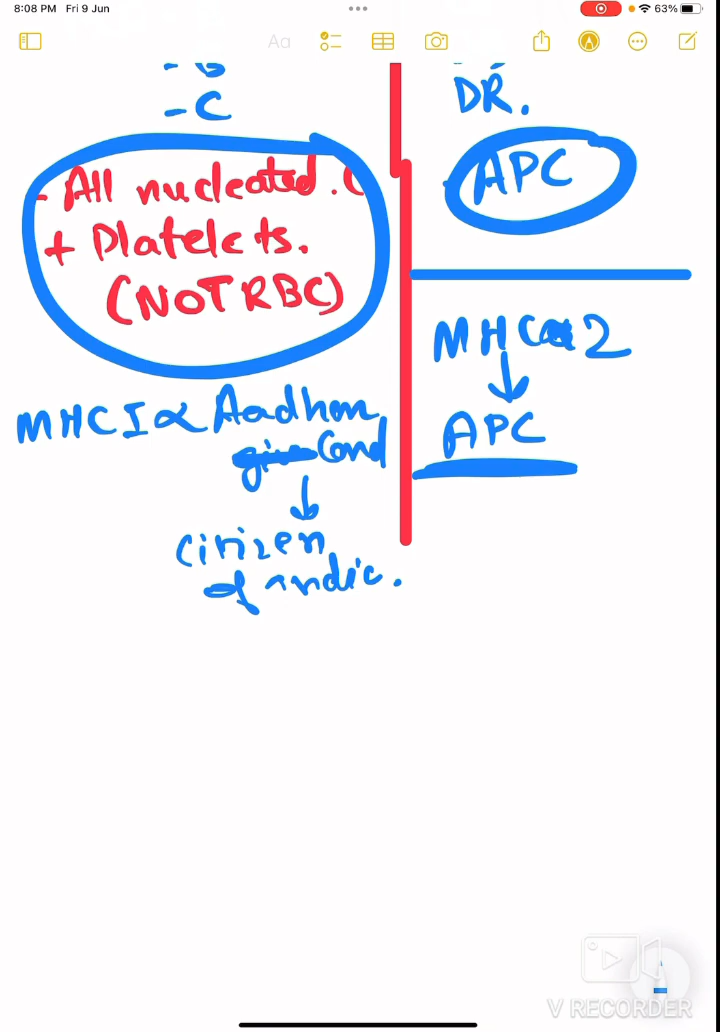 8:08 PM Fri 9 Jun
63%
Aa
- B
- C
- All nucleated. C
+ Platelets.
(NOT RBC)
MHC I α Aadhar
Card
citizen
of india.
DR.
APC
MHC 2
APC
V RECORDER